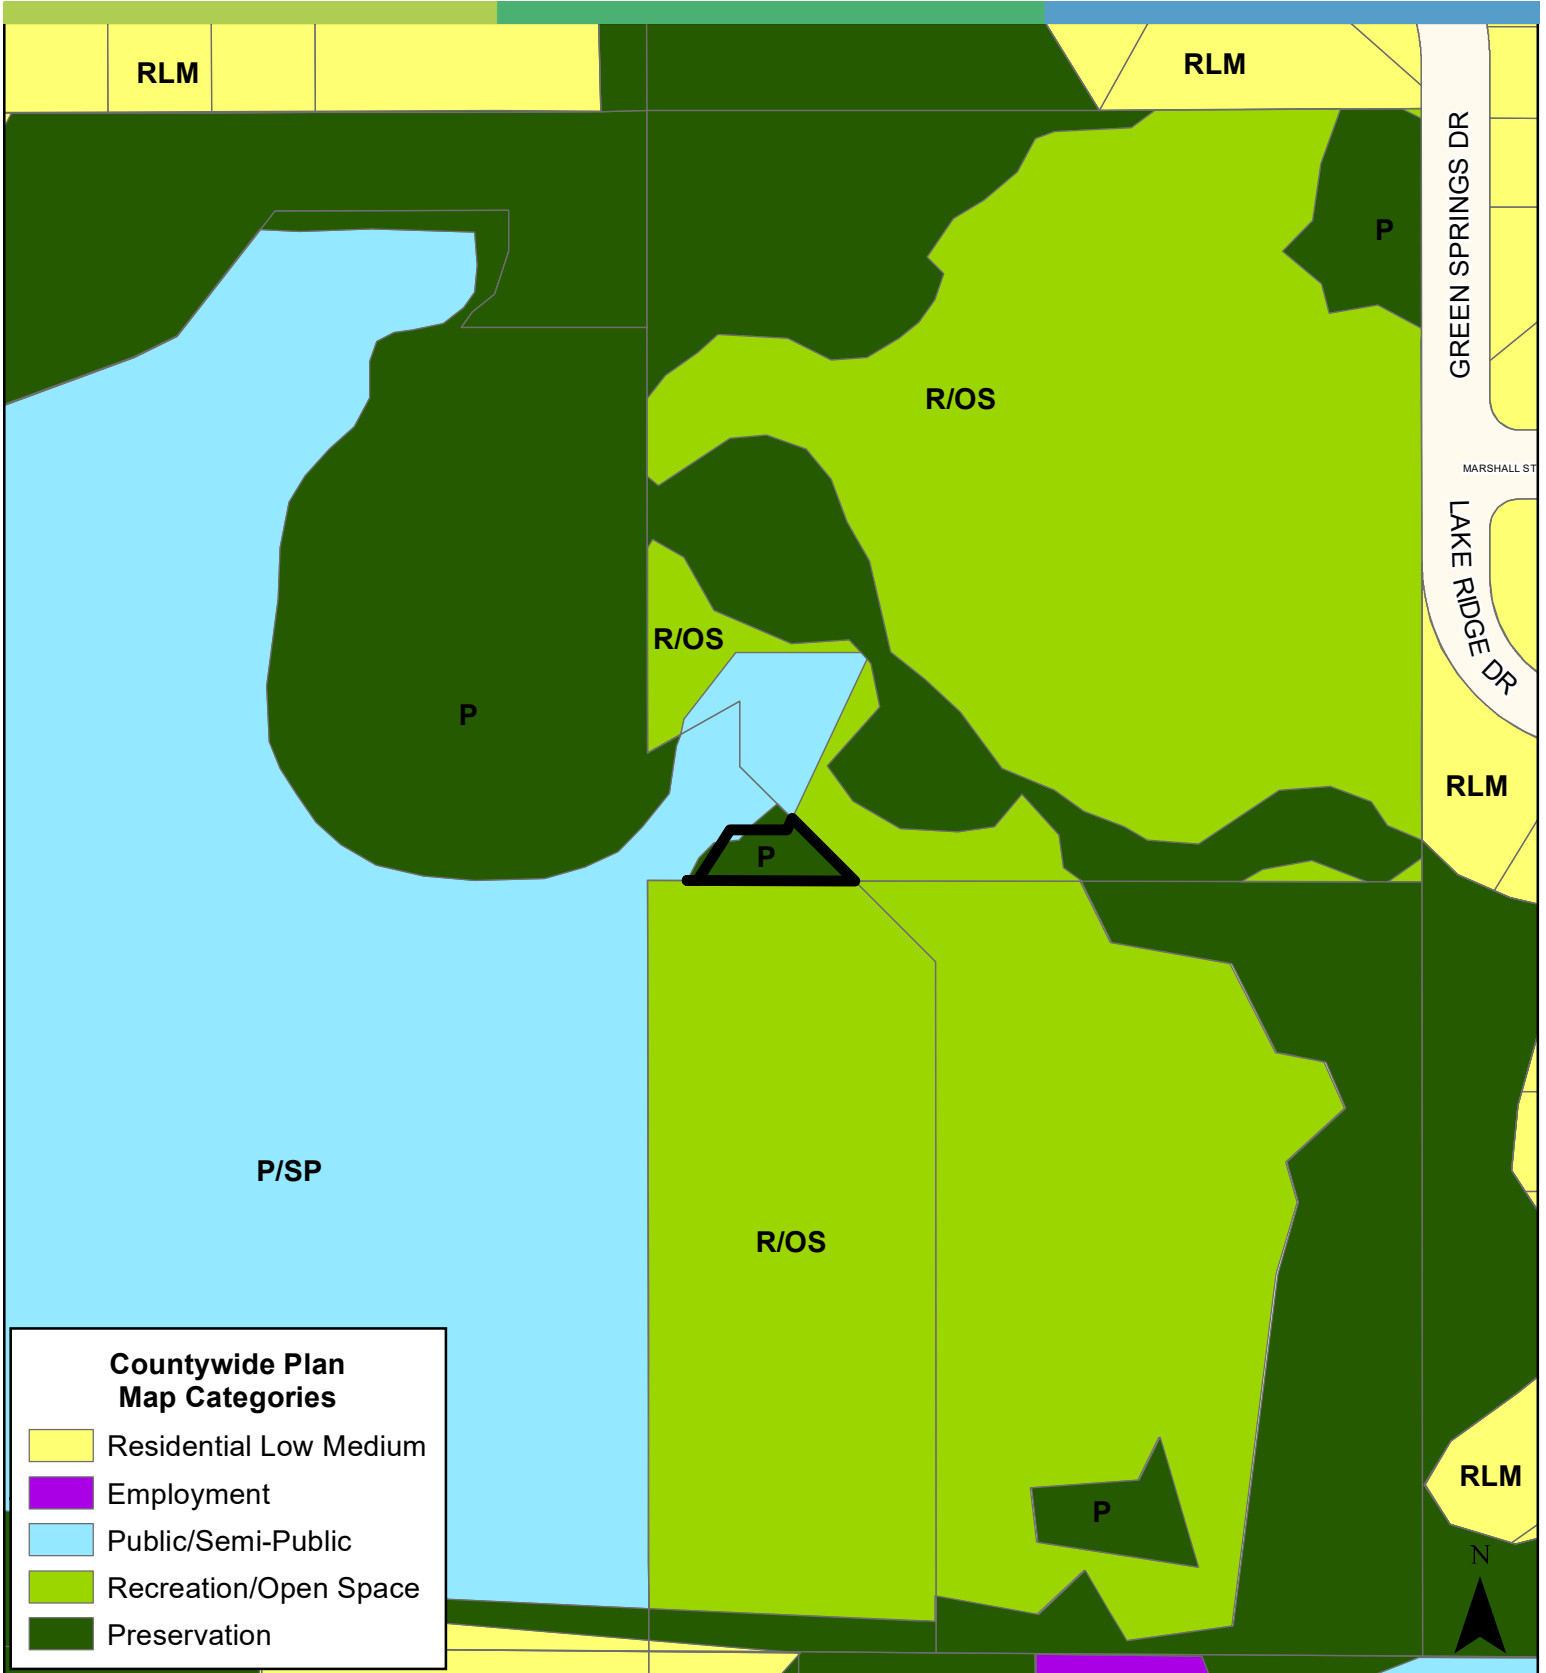 RLM
RLM
GREEN SPRINGS DR
P
R/OS
MARSHALL ST
LAKE RIDGE DR
R/OS
P
RLM
P
P/SP
R/OS
Countywide Plan
Map Categories
Residential Low Medium
Employment
Public/Semi-Public
Recreation/Open Space
Preservation
RLM
P
N